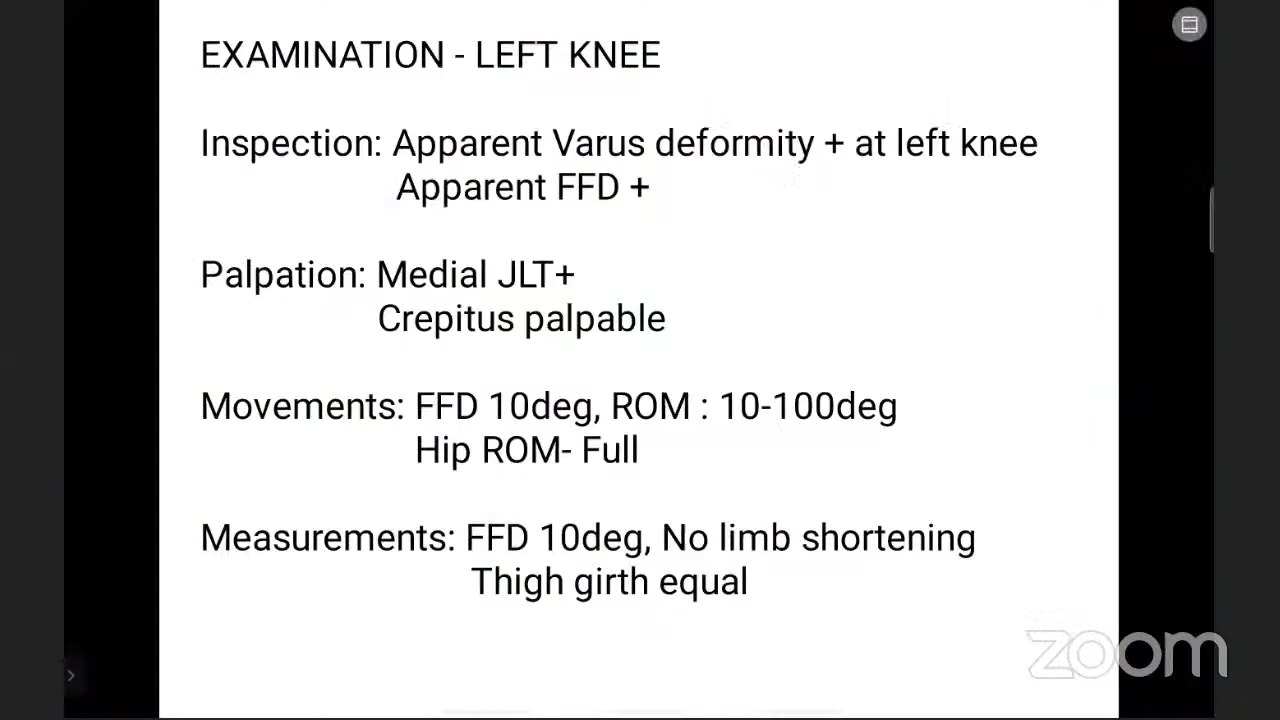 EXAMINATION - LEFT KNEE
Inspection: Apparent Varus deformity + at left knee
Apparent FFD +
Palpation: Medial JLT+
Crepitus palpable
Movements: FFD 10deg, ROM : 10-100deg
Hip ROM- Full
Measurements: FFD 10deg, No limb shortening
Thigh girth equal
zoom